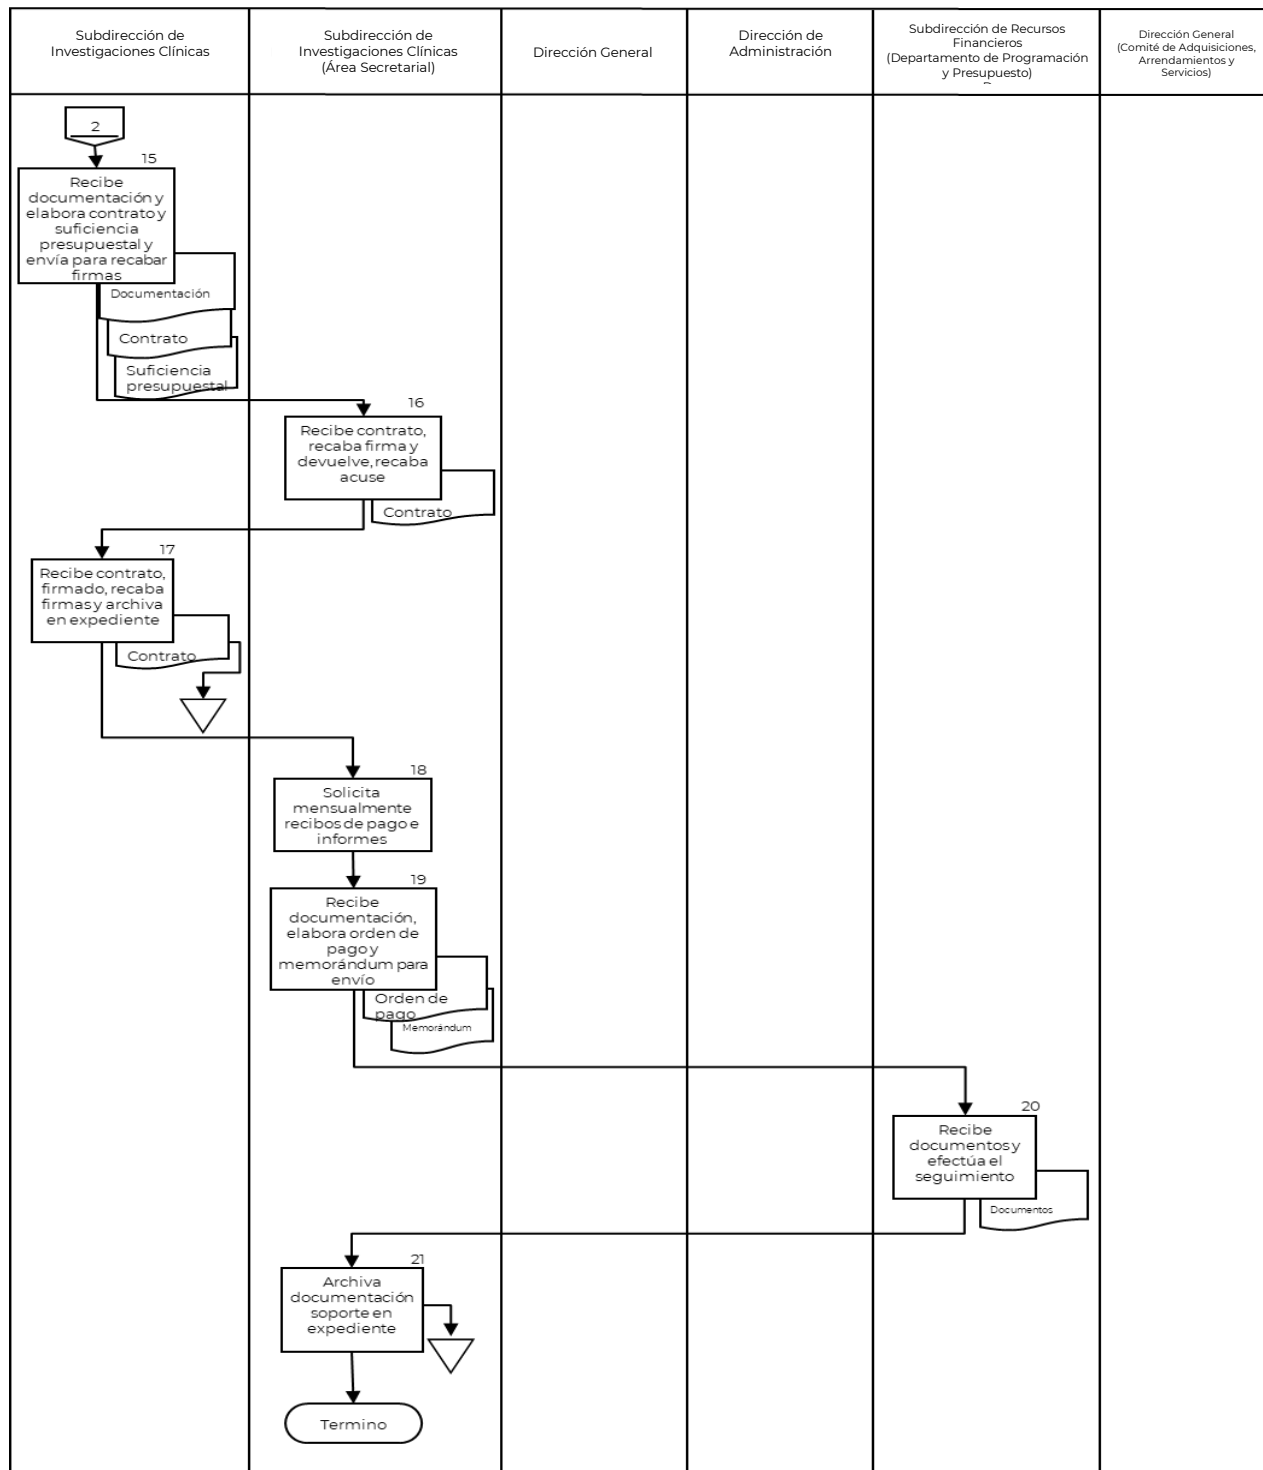 Subdirección de
Investigaciones Clínicas
Subdirección de
Investigaciones Clínicas
(Área Secretarial)
Dirección General
Dirección de
Administración
Subdirección de Recursos
Financieros
(Departamento de Programación
y Presupuesto)
Dirección General
(Comité de Adquisiciones,
Arrendamientos y
Servicios)
2
15
Recibe
documentación y
elabora contrato y
suficiencia
presupuestal y
envía para recabar
firmas
Documentación
Contrato
Suficiencia
presupuestal
16
Recibe contrato,
recaba firma y
devuelve, recaba
acuse
Contrato
17
Recibe contrato,
firmado, recaba
firmas y archiva
en expediente
Contrato
18
Solicita
mensualmente
recibos de pago e
informes
19
Recibe
documentación,
elabora orden de
pago y
memorándum para
envío
Orden de
pago
Memorándum
20
Recibe
documentos y
efectúa el
seguimiento
Documentos
21
Archiva
documentación
soporte en
expediente
Termino